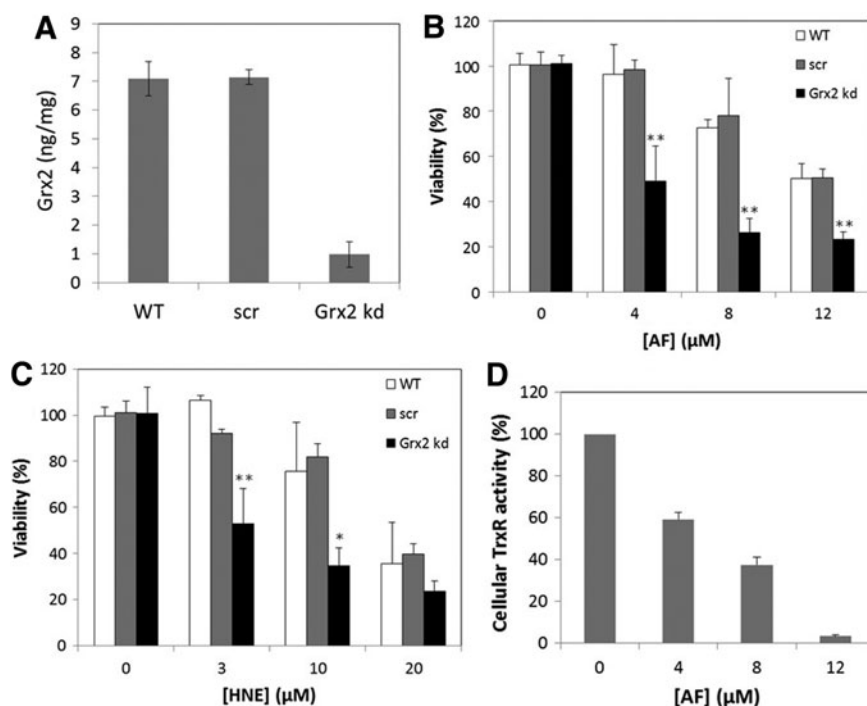 A
Grx2 (ng/mg)
9
8
7
6
5
4
3
2
1
0
WT scr Grx2 kd
B
Viability (%)
120
100
80
60
40
20
0
WT
scr
Grx2 kd
**
**
**
0 4 8 12
[AF] (µM)
C
Viability (%)
120
100
80
60
40
20
0
WT
scr
Grx2 kd
**
*
0 3 10 20
[HNE] (µM)
D
Cellular TrxR activity (%)
120
100
80
60
40
20
0
0 4 8 12
[AF] (µM)